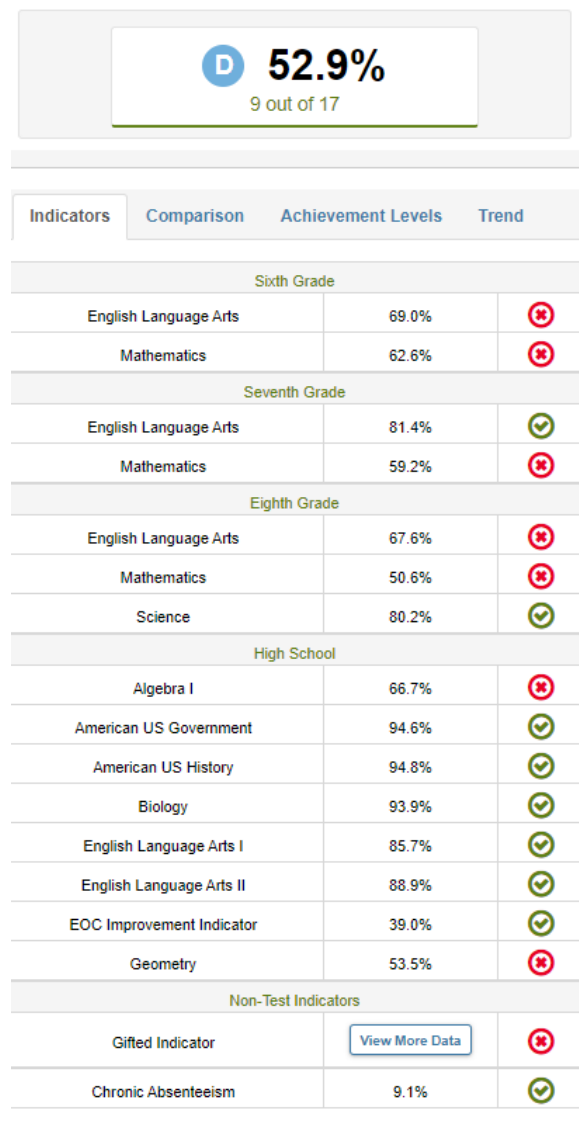 D 52.9%
9 out of 17
Indicators Comparison Achievement Levels Trend
Sixth Grade
English Language Arts 69.0%
Mathematics 62.6%
Seventh Grade
English Language Arts 81.4%
Mathematics 59.2%
Eighth Grade
English Language Arts 67.6%
Mathematics 50.6%
Science 80.2%
High School
Algebra I 66.7%
American US Government 94.6%
American US History 94.8%
Biology 93.9%
English Language Arts I 85.7%
English Language Arts II 88.9%
EOC Improvement Indicator 39.0%
Geometry 53.5%
Non-Test Indicators
Gifted Indicator View More Data
Chronic Absenteeism 9.1%